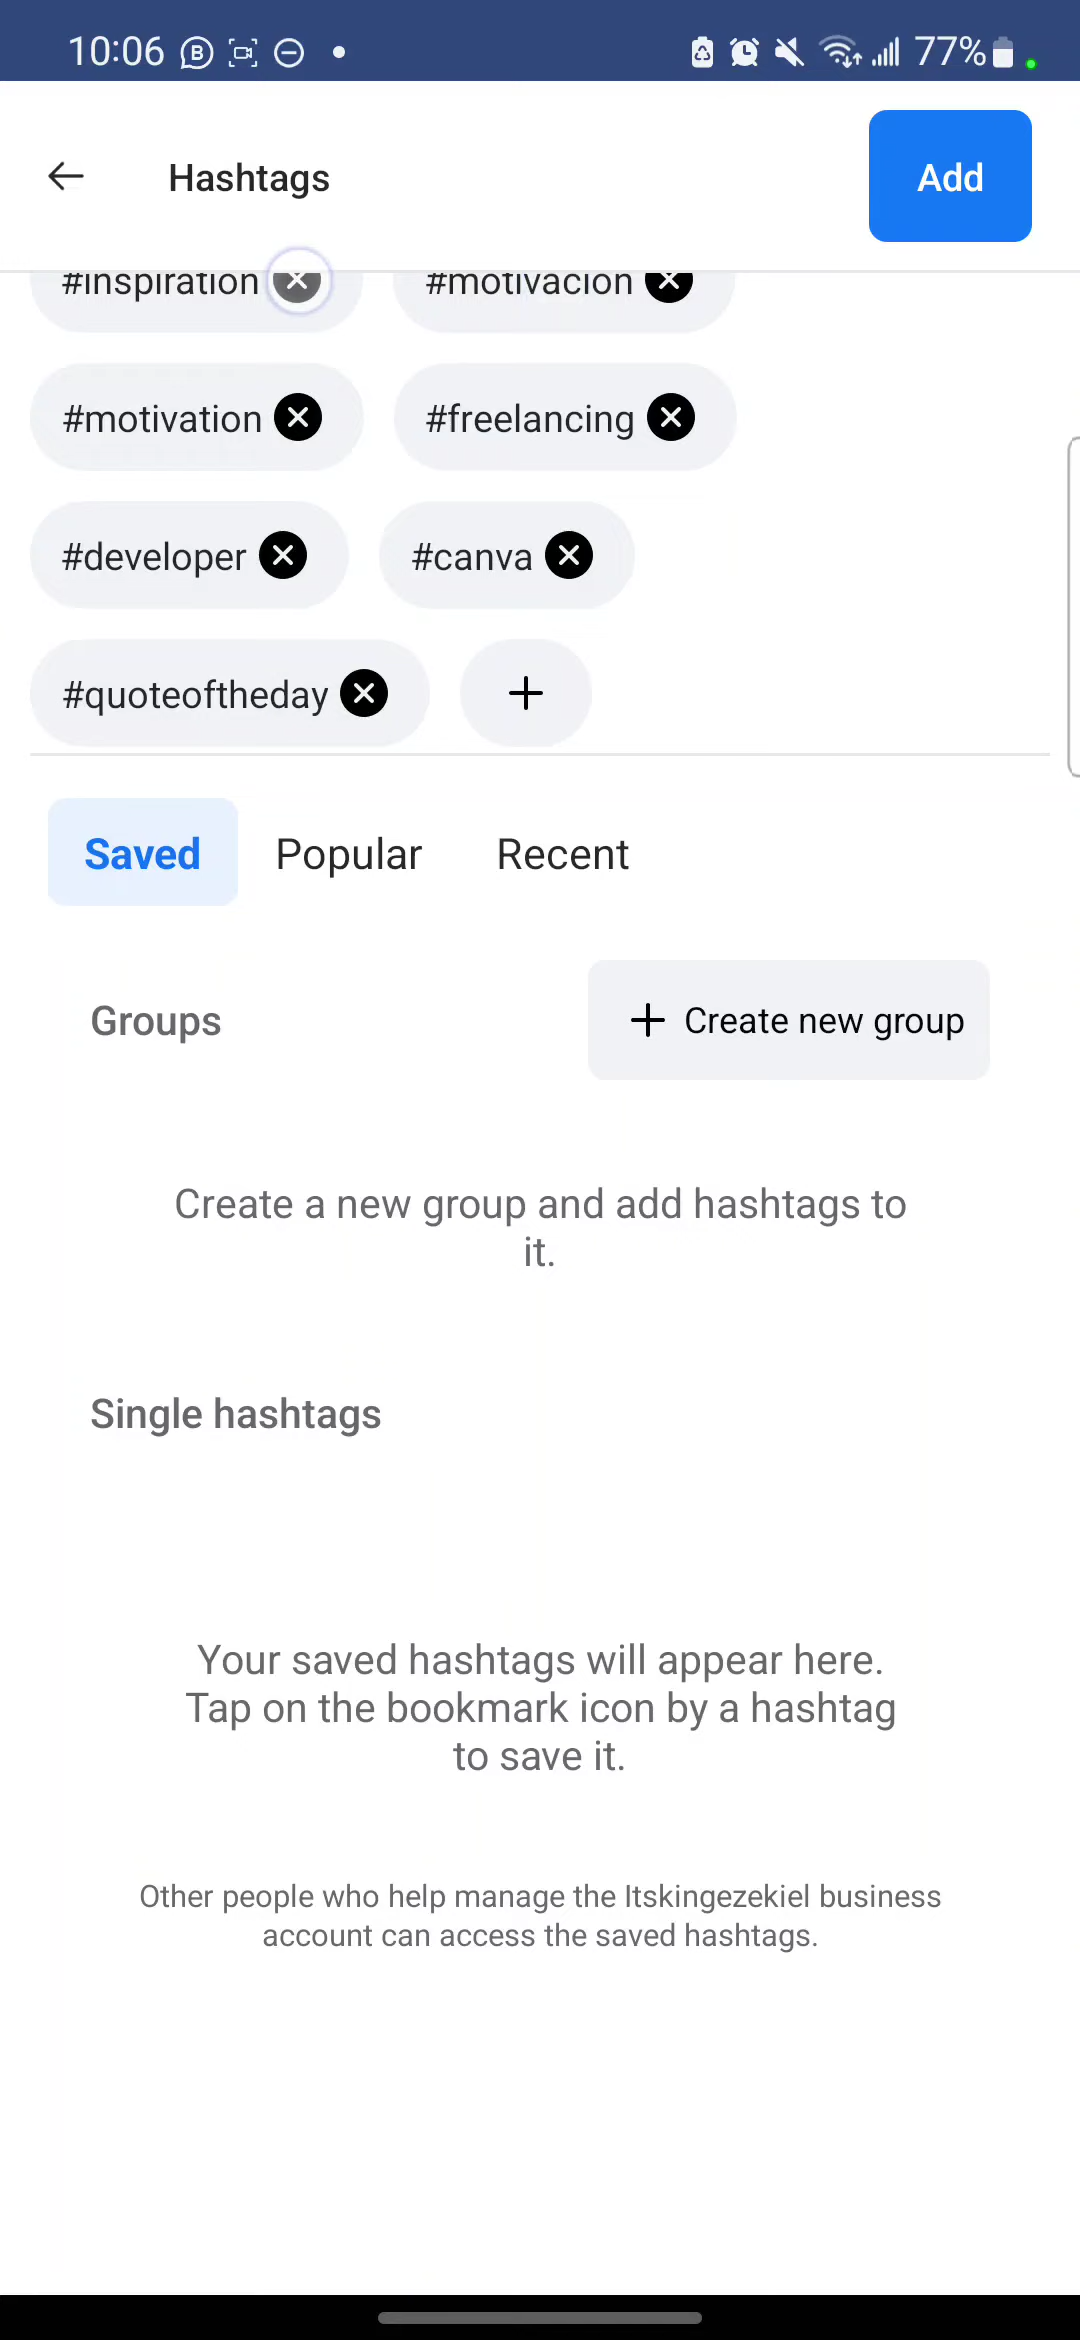 10:06 77%
Hashtags Add
#inspiration #motivacion
#motivation #freelancing
#developer #canva
#quoteoftheday
Saved Popular Recent
Groups + Create new group
Create a new group and add hashtags to
it.
Single hashtags
Your saved hashtags will appear here.
Tap on the bookmark icon by a hashtag
to save it.
Other people who help manage the Itskingezekiel business
account can access the saved hashtags.